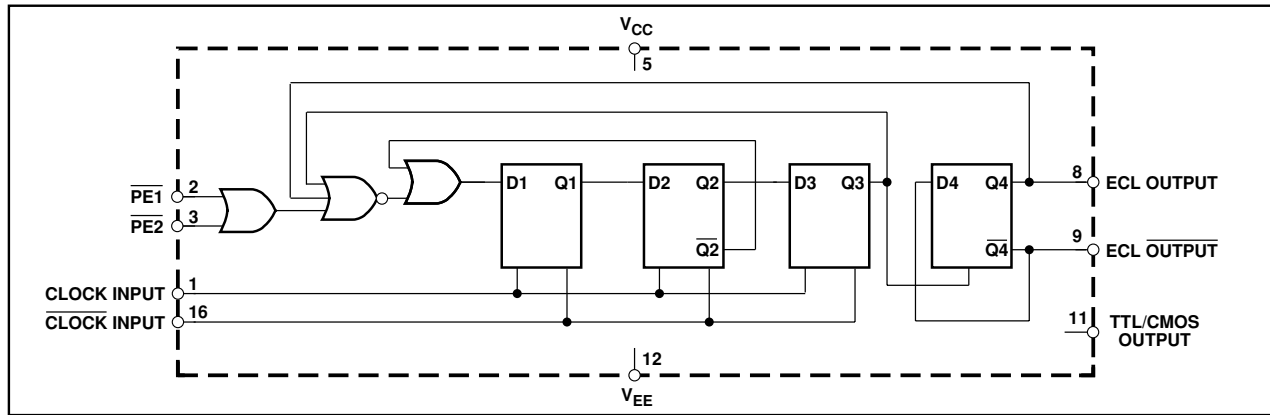 VCC
5
PE1
2
PE2
3
D1
Q1
D2
Q2
Q2
D3
Q3
D4
Q4
Q4
8
ECL OUTPUT
9
ECL OUTPUT
CLOCK INPUT
1
CLOCK INPUT
16
11
TTL/CMOS
OUTPUT
12
VEE